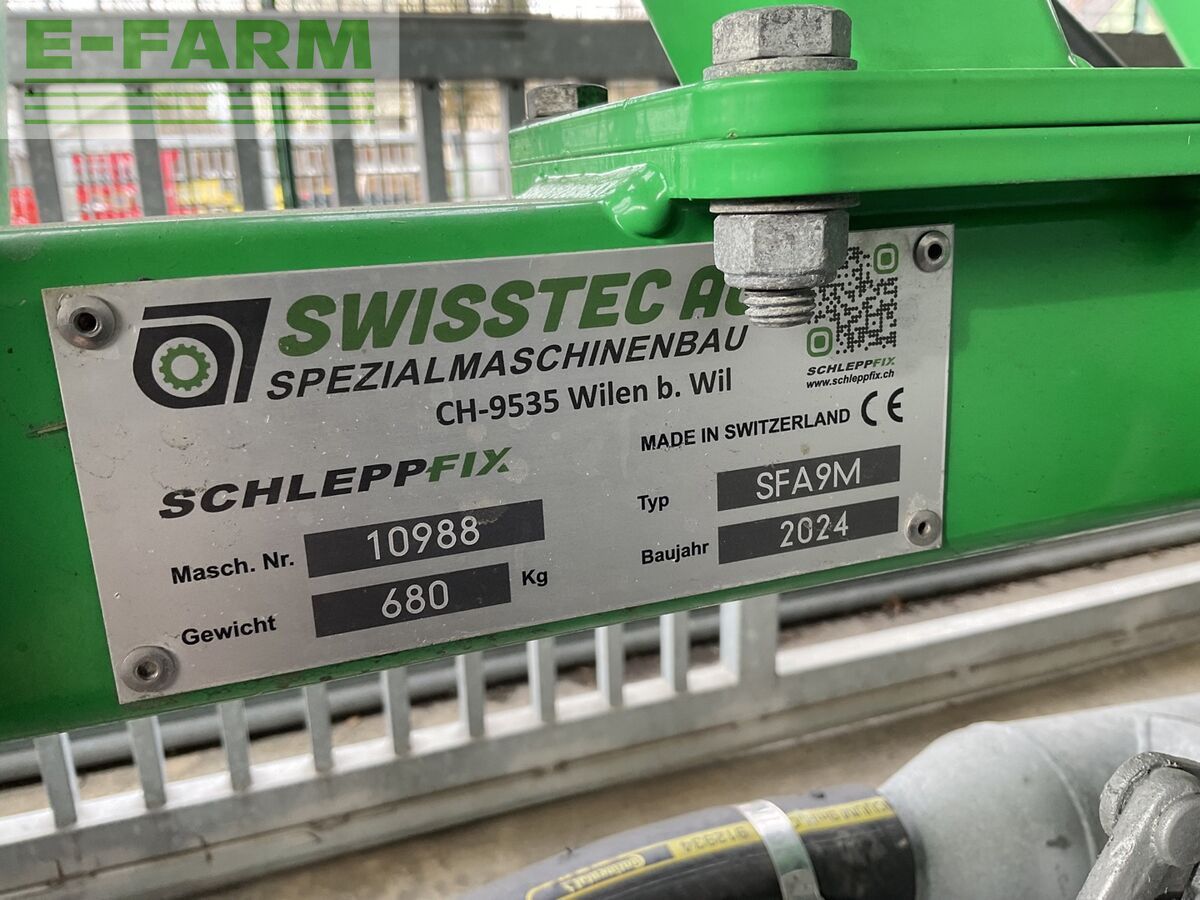 E-FARM
SWISSTEC AG
SPEZIALMASCHINENBAU
CH-9535 Wilen b. Wil
SCHLEPPFIX
www.schleppfix.ch
MADE IN SWITZERLAND CE
SCHLEPPFIX
Typ SFA9M
Masch. Nr. 10988
Baujahr 2024
Gewicht 680 Kg
Continental